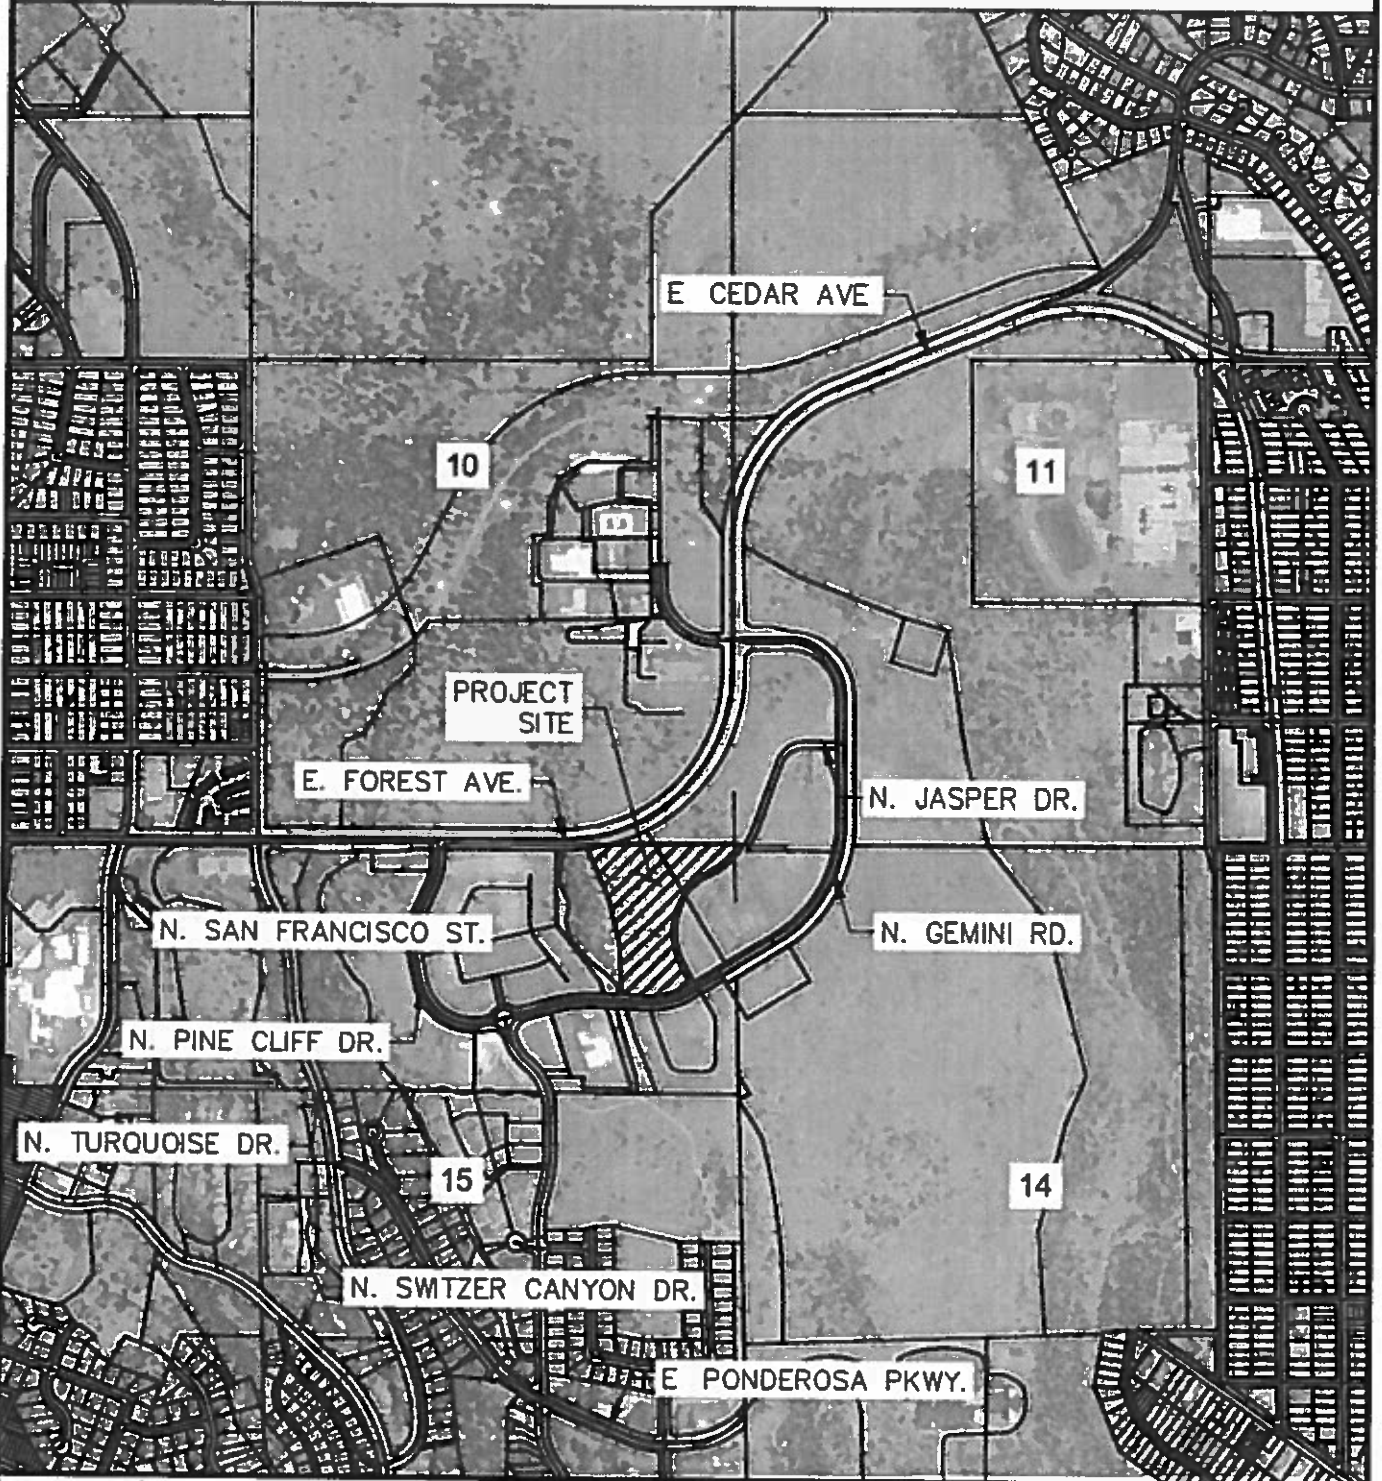 E CEDAR AVE
10
11
PROJECT
SITE
E. FOREST AVE.
N. JASPER DR.
N. SAN FRANCISCO ST.
N. GEMINI RD.
N. PINE CLIFF DR.
N. TURQUOISE DR.
15
14
N. SWITZER CANYON DR.
E PONDEROSA PKWY.